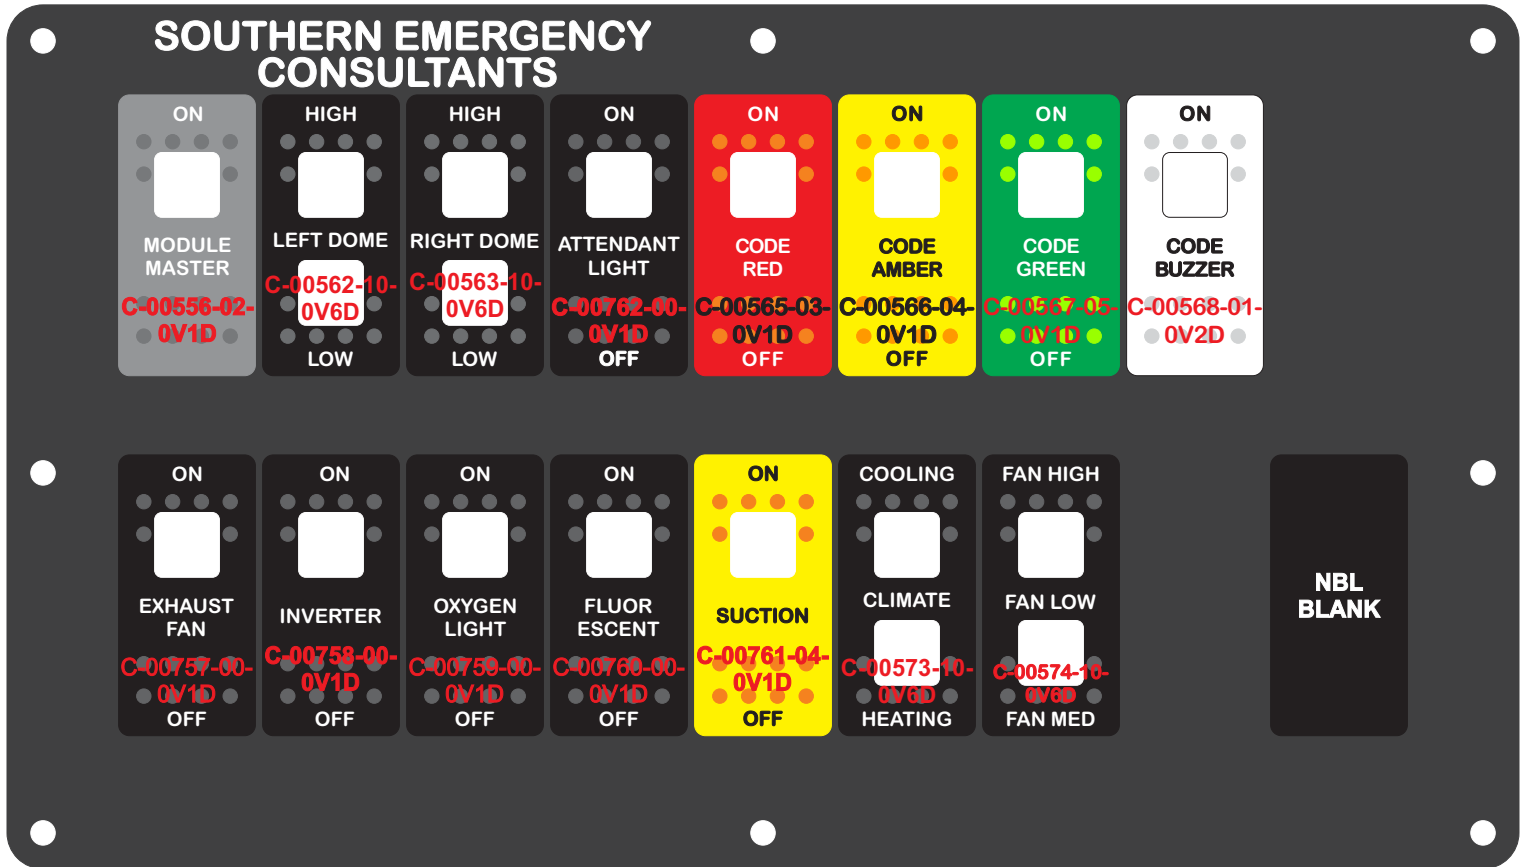 SOUTHERN EMERGENCY
CONSULTANTS
ON
MODULE
MASTER
C-00556-02-
0V1D
HIGH
LEFT DOME
C-00562-10-
0V6D
LOW
HIGH
RIGHT DOME
C-00563-10-
0V6D
LOW
ON
ATTENDANT
LIGHT
C-00762-00-
0V1D
OFF
ON
CODE
RED
C-00565-03-
0V1D
OFF
ON
CODE
AMBER
C-00566-04-
0V1D
OFF
ON
CODE
GREEN
C-00567-05-
0V1D
OFF
ON
CODE
BUZZER
C-00568-01-
0V2D
ON
EXHAUST
FAN
C-00757-00-
0V1D
OFF
ON
INVERTER
C-00758-00-
0V1D
OFF
ON
OXYGEN
LIGHT
C-00759-00-
0V1D
OFF
ON
FLUOR
ESCENT
C-00760-00-
0V1D
OFF
ON
SUCTION
C-00761-04-
0V1D
OFF
COOLING
CLIMATE
C-00573-10-
0V6D
HEATING
FAN HIGH
FAN LOW
C-00574-10-
0V6D
FAN MED
NBL
BLANK